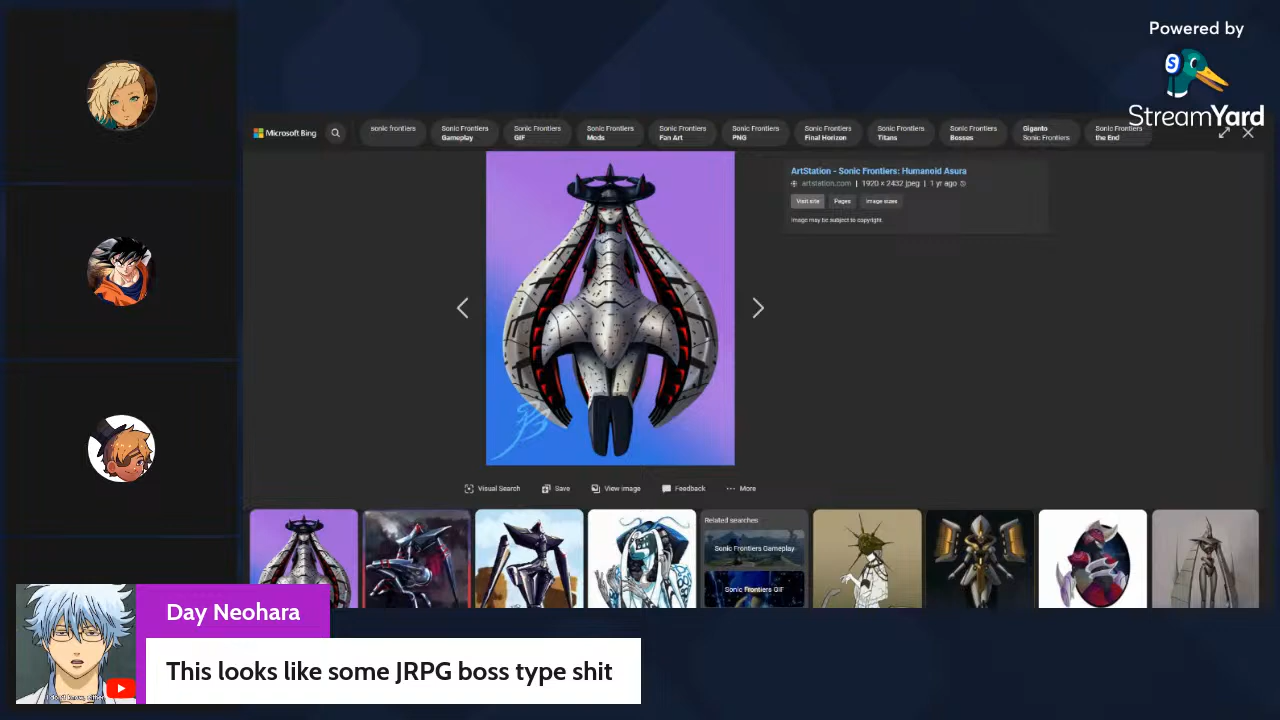 Powered by
StreamYard
Microsoft Bing
sonic frontiers
Sonic Frontiers
Gameplay
Sonic Frontiers
GIF
Sonic Frontiers
Mods
Sonic Frontiers
Fan Art
Sonic Frontiers
PNG
Sonic Frontiers
Final Horizon
Sonic Frontiers
Titans
Sonic Frontiers
Bosses
Giganto
Sonic Frontiers
Sonic Frontiers
the End
ArtStation - Sonic Frontiers: Humanoid Asura
artstation.com | 1920 x 2432 jpeg | 1 yr ago
Visit site
Pages
Image sizes
Image may be subject to copyright.
Visual Search
Save
View image
Feedback
More
Related searches
Sonic Frontiers Gameplay
Sonic Frontiers GIF
Day Neohara
This looks like some JRPG boss type shit